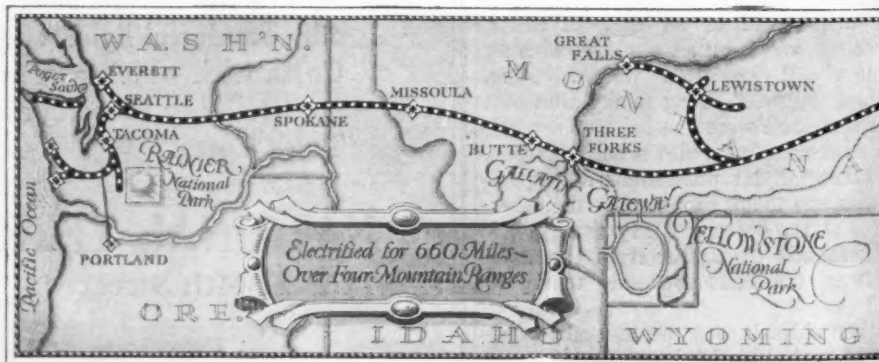 WASH'N.
PUGET SOUND
EVERETT
SEATTLE
TACOMA
RAINIER
National
Park
SPOKANE
MISSOULA
MONTANA
GREAT
FALLS
LEWISTOWN
BUTTE
THREE
FORKS
GALLATIN
GATEWAY
YELLOWSTONE
National
Park
Pacific Ocean
PORTLAND
Electrified for 660 Miles~
Over Four Mountain Ranges
ORE.
IDAHO
WYOMING